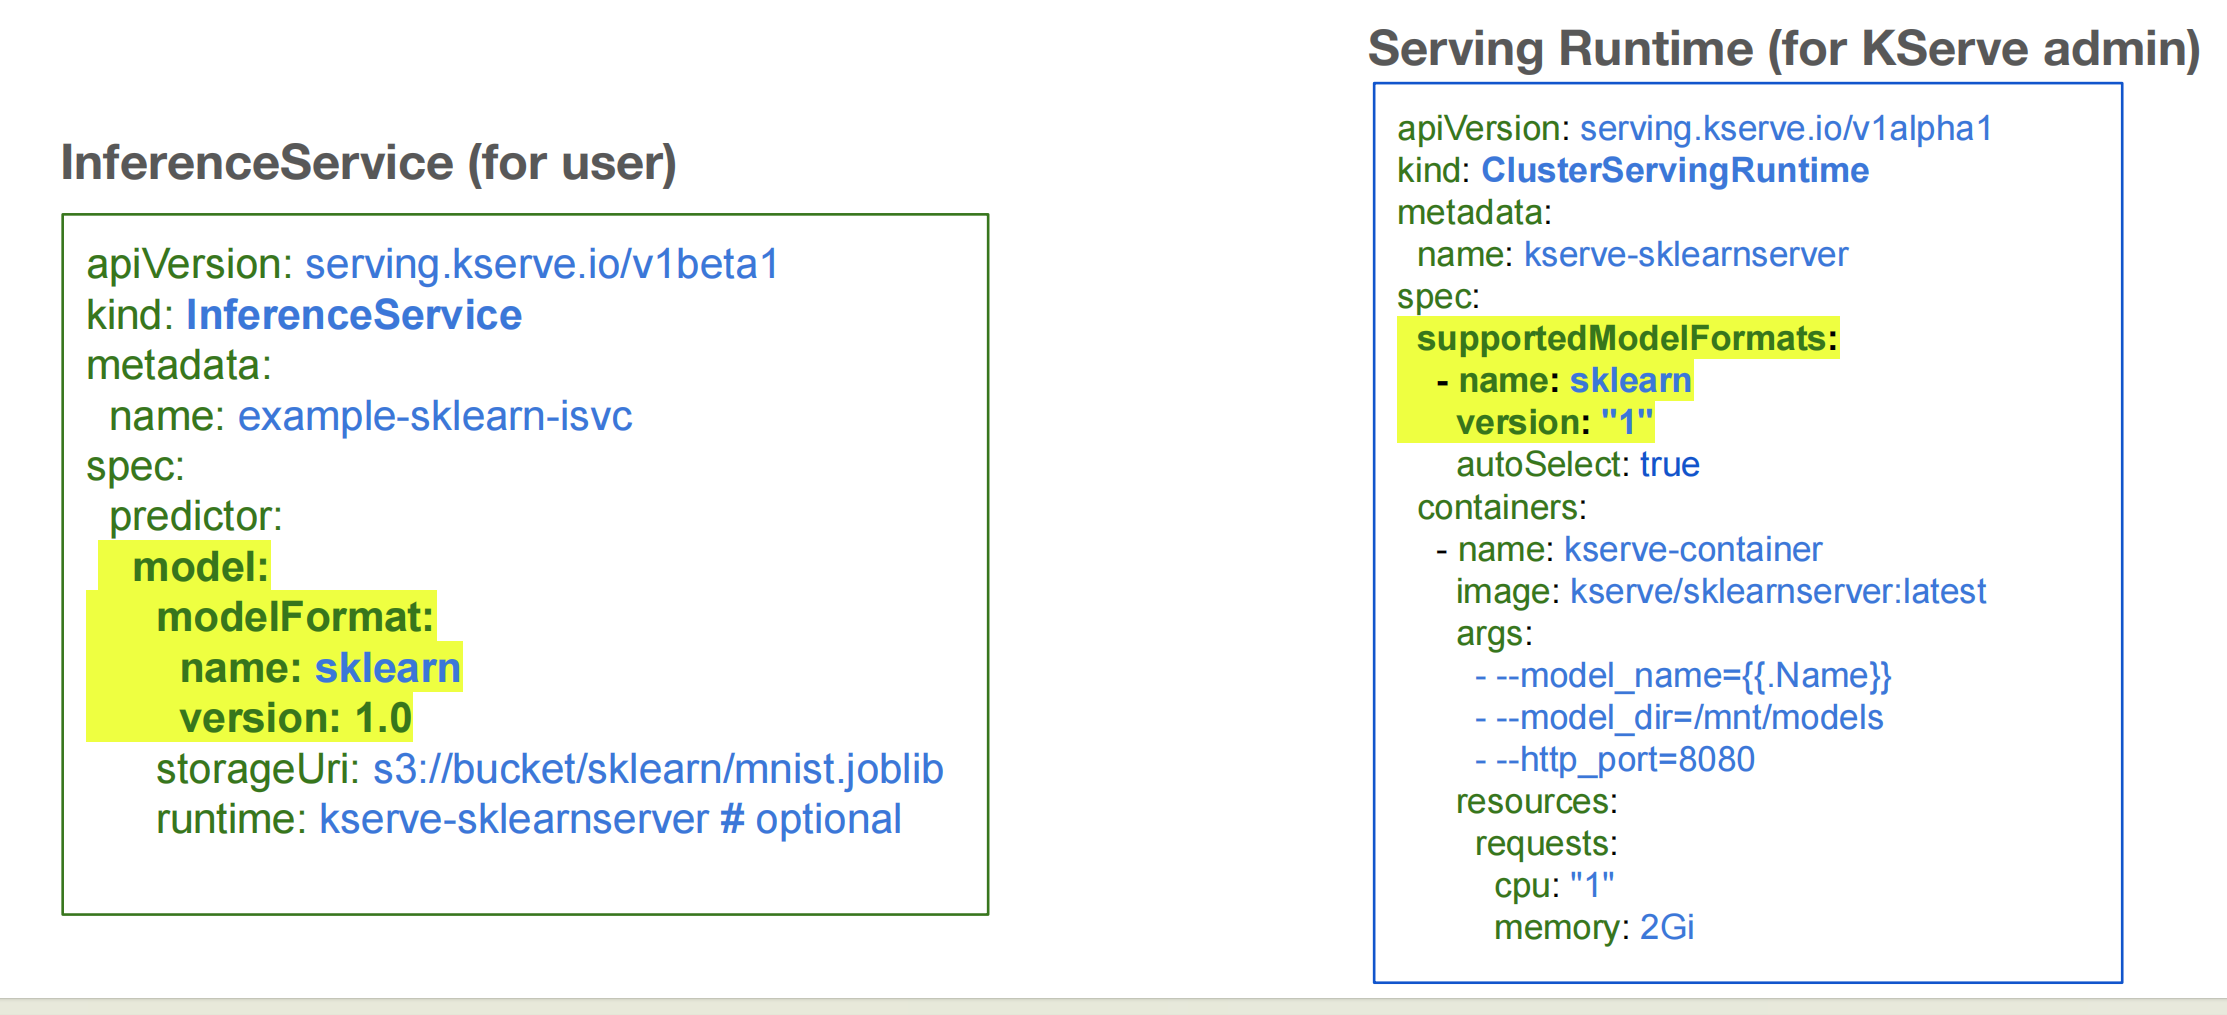 InferenceService (for user)
apiVersion: serving.kserve.io/v1beta1
kind: InferenceService
metadata:
  name: example-sklearn-isvc
spec:
  predictor:
    model:
      modelFormat:
        name: sklearn
        version: 1.0
      storageUri: s3://bucket/sklearn/mnist.joblib
      runtime: kserve-sklearnserver # optional
Serving Runtime (for KServe admin)
apiVersion: serving.kserve.io/v1alpha1
kind: ClusterServingRuntime
metadata:
  name: kserve-sklearnserver
spec:
  supportedModelFormats:
    - name: sklearn
      version: "1"
      autoSelect: true
  containers:
    - name: kserve-container
      image: kserve/sklearnserver:latest
      args:
        - --model_name={{.Name}}
        - --model_dir=/mnt/models
        - --http_port=8080
      resources:
        requests:
          cpu: "1"
          memory: 2Gi